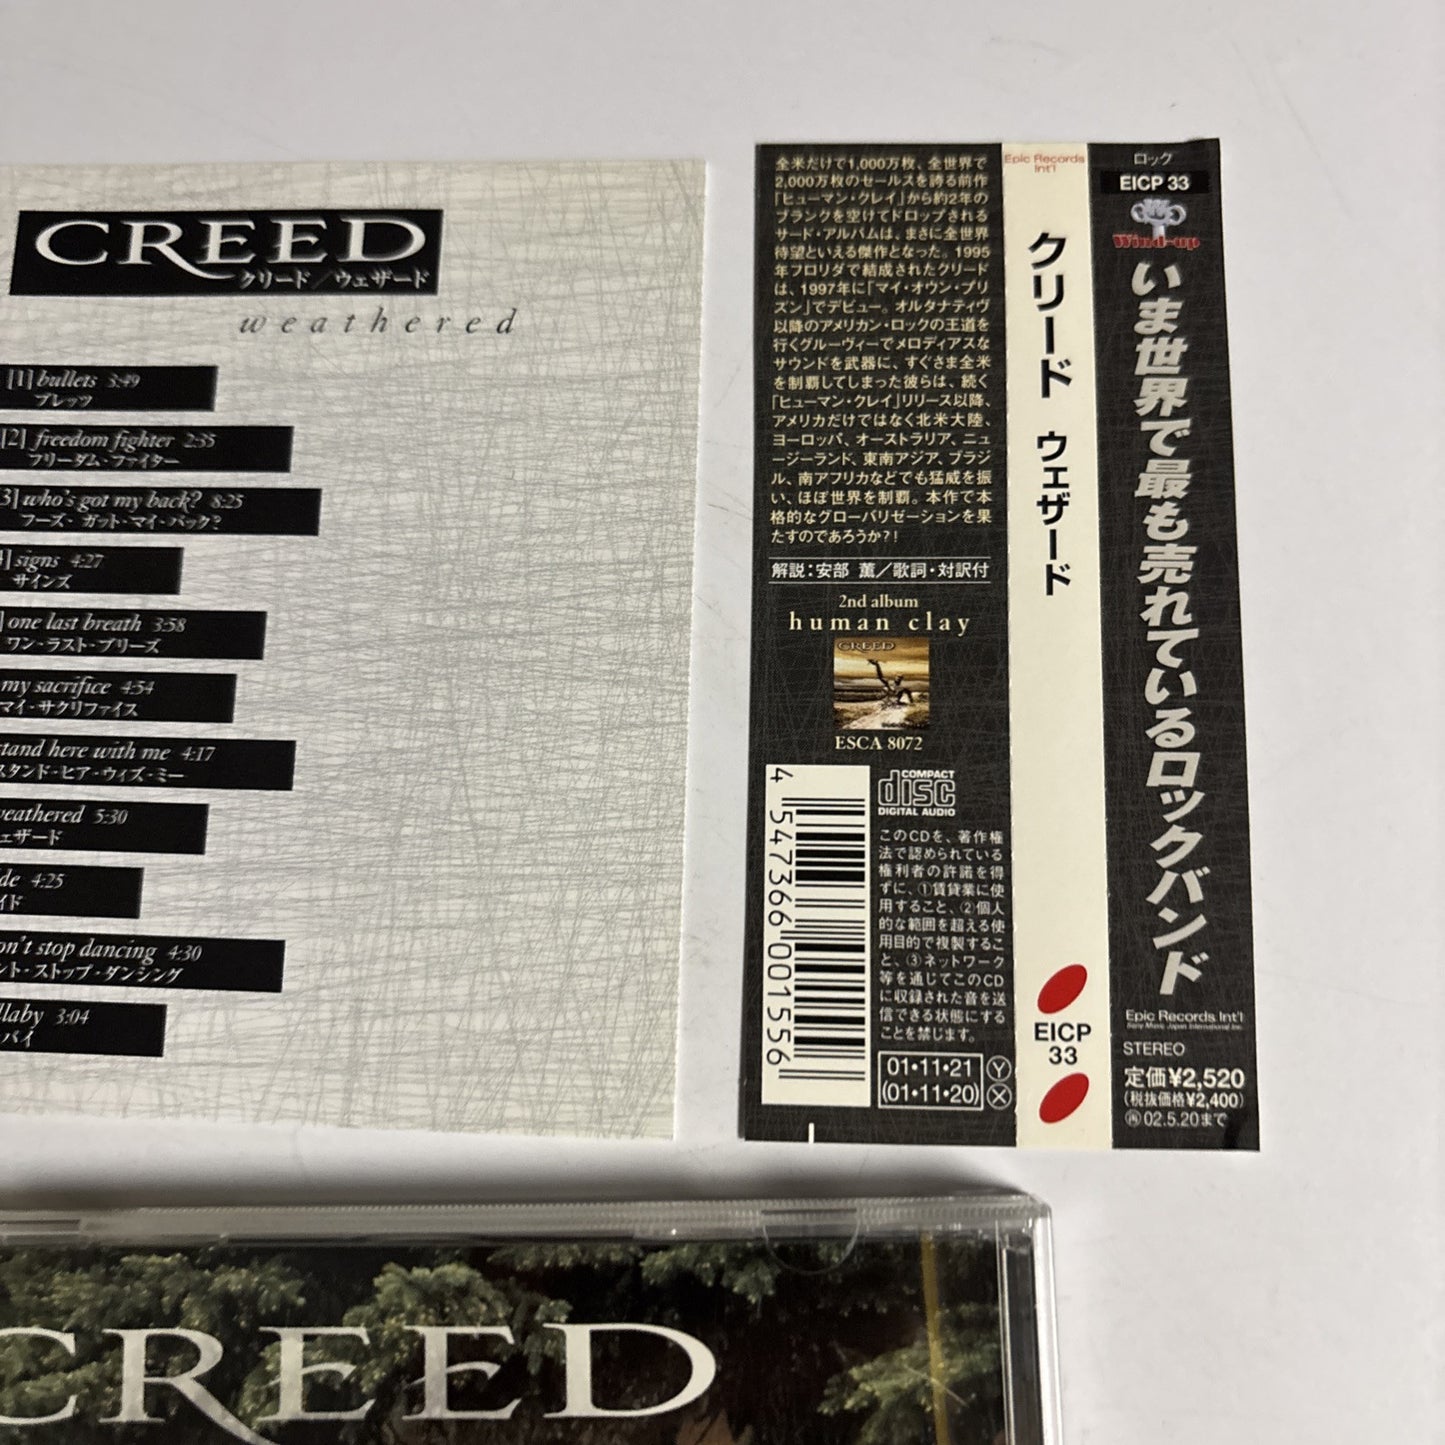 CREED
クリード／ウェザード
weathered
[1] bullets 3:49
ブレッツ
[2] freedom fighter 2:35
フリーダム・ファイター
3] who's got my back? 8:25
フーズ・ガット・マイ・バック?
signs 4:27
サインズ
] one last breath 3:58
ワン・ラスト・ブリーズ
my sacrifice 4:54
マイ・サクリファイス
stand here with me 4:17
スタンド・ヒア・ウィズ・ミー
weathered 5:30
ェザード
de 4:25
イド
on't stop dancing 4:30
ント・ストップ・ダンシング
llaby 3:04
バイ
全米だけで1,000万枚、全世界で
2,000万枚のセールスを誇る前作
「ヒューマン・クレイ」から約2年の
ブランクを空けてドロップされる
サード・アルバムは、まさに全世界
待望といえる傑作となった。1995
年フロリダで結成されたクリード
は、1997年に「マイ・オウン・プリ
ズン」でデビュー。オルタナティヴ
以降のアメリカン・ロックの王道を
行くグルーヴィーでメロディアスな
サウンドを武器に、すぐさま全米
を制覇してしまった彼らは、続く
「ヒューマン・クレイ」リリース以降、
アメリカだけではなく北米大陸、
ヨーロッパ、オーストラリア、ニュ
ージーランド、東南アジア、ブラジ
ル、南アフリカなどでも猛威を振
い、ほぼ世界を制覇。本作で本
格的なグローバリゼーションを果
たすのであろうか?!
解説：安部 薫／歌詞・対訳付
2nd album
human clay
CREED
ESCA 8072
4 547366 001556
COMPACT
disc
DIGITAL AUDIO
このCDを、著作権
法で認められている
権利者の許諾を得
ずに、①賃貸業に使
用すること、②個人
的な範囲を超える使
用目的で複製するこ
と、③ネットワーク
等を通じてこのCD
に収録された音を送
信できる状態にする
ことを禁じます。
01・11・21 Ⓨ
(01・11・20) Ⓧ
Epic Records
Int'l
クリード ウェザード
EICP
33
ロック
EICP 33
Wind-up
いま世界で最も売れているロックバンド
Epic Records Int'l
Sony Music Japan International Inc.
STEREO
定価¥2,520
(税抜価格¥2,400)
㋐02.5.20まで
CREED